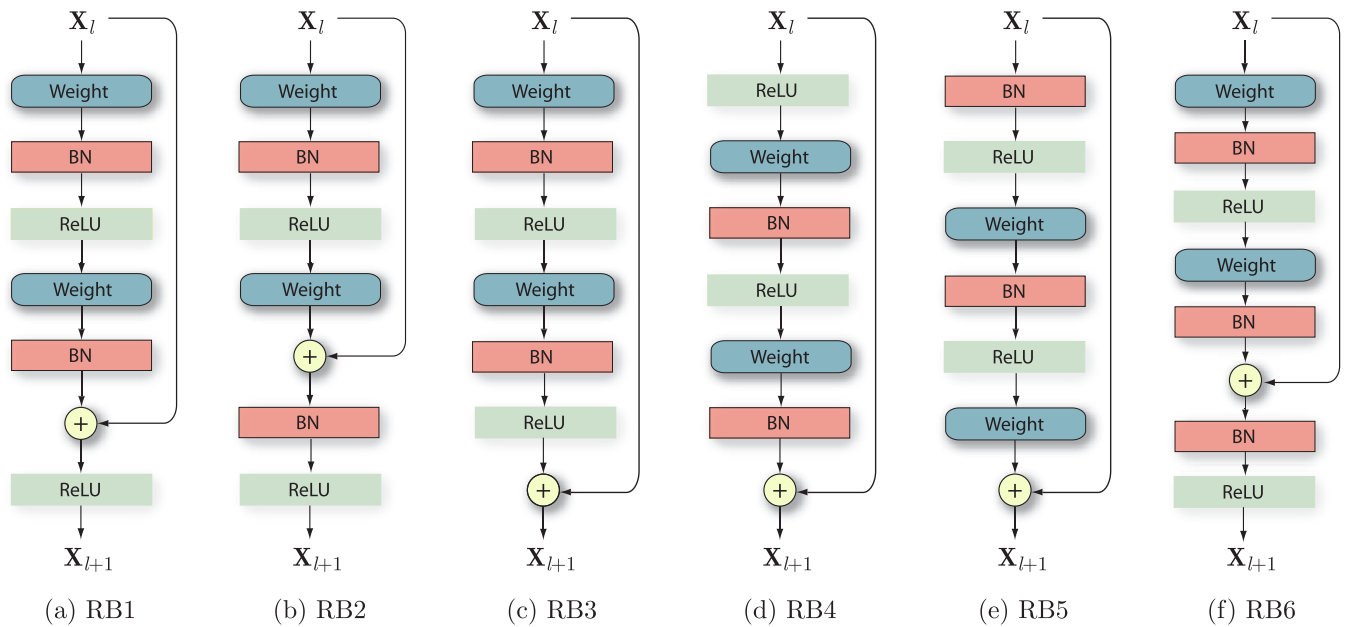 X_l
Weight
BN
ReLU
Weight
BN
+
ReLU
X_{l+1}
(a) RB1
X_l
Weight
BN
ReLU
Weight
+
BN
ReLU
X_{l+1}
(b) RB2
X_l
Weight
BN
ReLU
Weight
BN
ReLU
+
X_{l+1}
(c) RB3
X_l
ReLU
Weight
BN
ReLU
Weight
BN
+
X_{l+1}
(d) RB4
X_l
BN
ReLU
Weight
BN
ReLU
Weight
+
X_{l+1}
(e) RB5
X_l
Weight
BN
ReLU
Weight
BN
+
BN
ReLU
X_{l+1}
(f) RB6